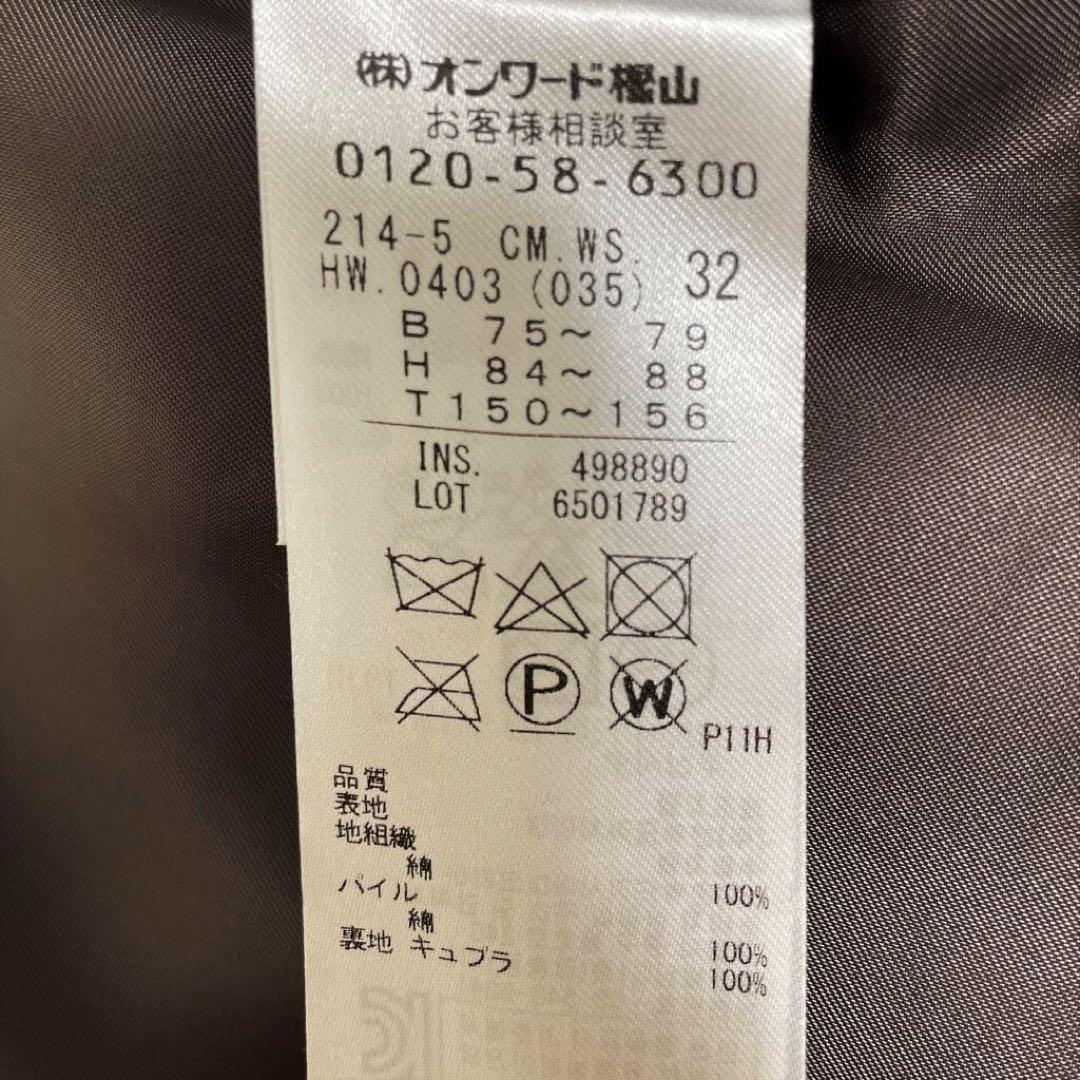 (株)オンワード樫山
お客様相談室
0120-58-6300
214-5 CM.WS.
HW.0403 (035) 32
B 75～ 79
H 84～ 88
T150～156
INS. 498890
LOT 6501789
P
W
P11H
品質
表地
地組織
綿 100%
パイル
綿 100%
裏地 キュプラ 100%